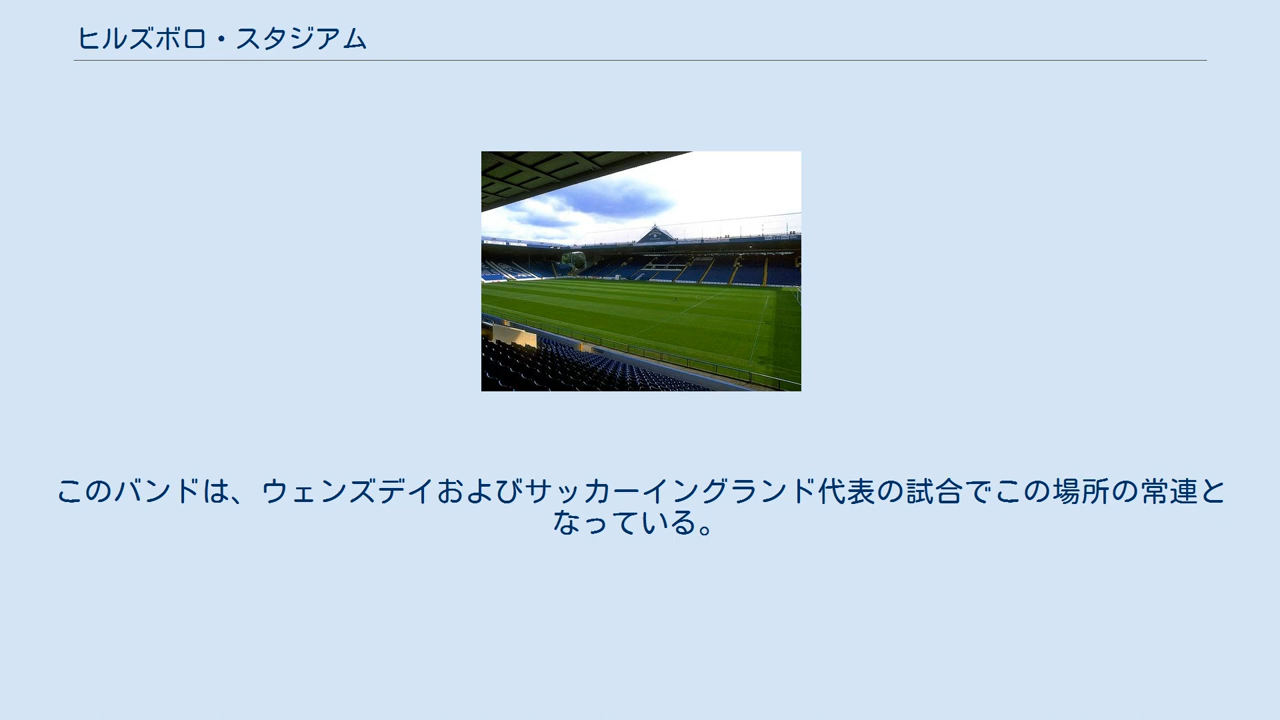 ヒルズボロ・スタジアム
このバンドは、ウェンズデイおよびサッカーイングランド代表の試合でこの場所の常連と
なっている。